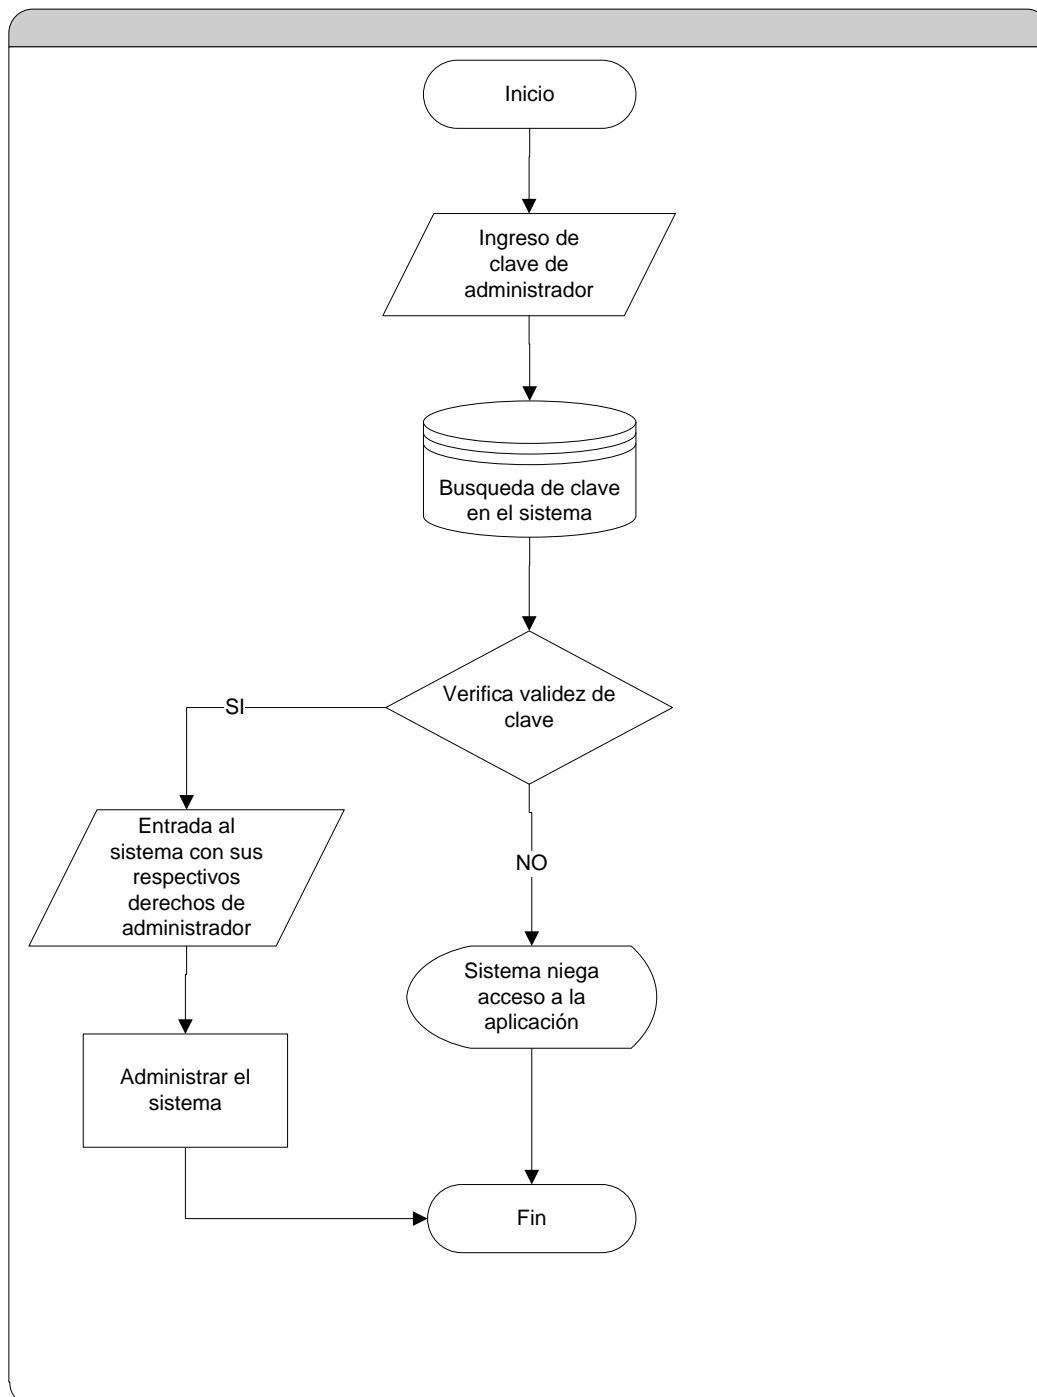 Inicio
Ingreso de
clave de
administrador
Busqueda de clave
en el sistema
Verifica validez de
clave
SI
NO
Entrada al
sistema con sus
respectivos
derechos de
administrador
Sistema niega
acceso a la
aplicación
Administrar el
sistema
Fin